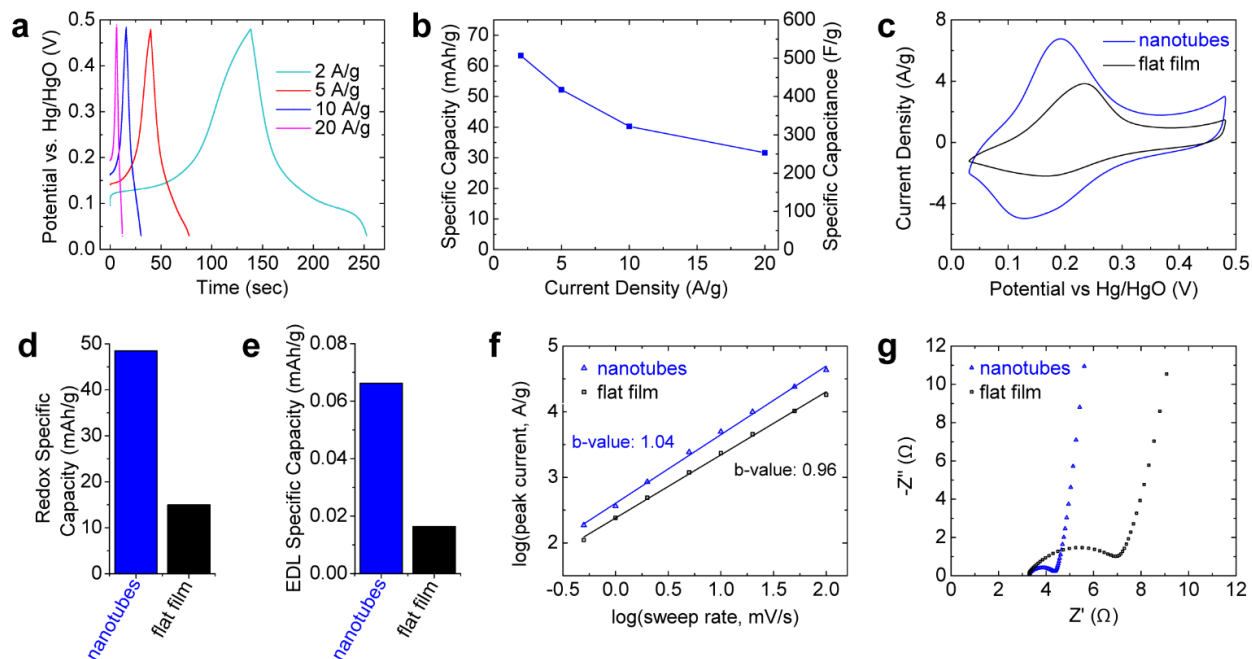 a
0.5
0.4
0.3
0.2
0.1
0.0
Potential vs. Hg/HgO (V)
2 A/g
5 A/g
10 A/g
20 A/g
0 50 100 150 200 250
Time (sec)
b
70
60
50
40
30
20
10
0
Specific Capacity (mAh/g)
600
500
400
300
200
100
0
Specific Capacitance (F/g)
0 5 10 15 20
Current Density (A/g)
c
8
4
0
-4
Current Density (A/g)
nanotubes
flat film
0.0 0.1 0.2 0.3 0.4 0.5
Potential vs Hg/HgO (V)
d
50
40
30
20
10
0
Redox Specific
Capacity (mAh/g)
nanotubes
flat film
e
0.08
0.06
0.04
0.02
0.00
EDL Specific Capacity (mAh/g)
nanotubes
flat film
f
5
4
3
2
log(peak current, A/g)
nanotubes
flat film
b-value: 1.04
b-value: 0.96
-0.5 0.0 0.5 1.0 1.5 2.0
log(sweep rate, mV/s)
g
12
10
8
6
4
2
0
-Z" (Ω)
nanotubes
flat film
0 2 4 6 8 10 12
Z' (Ω)